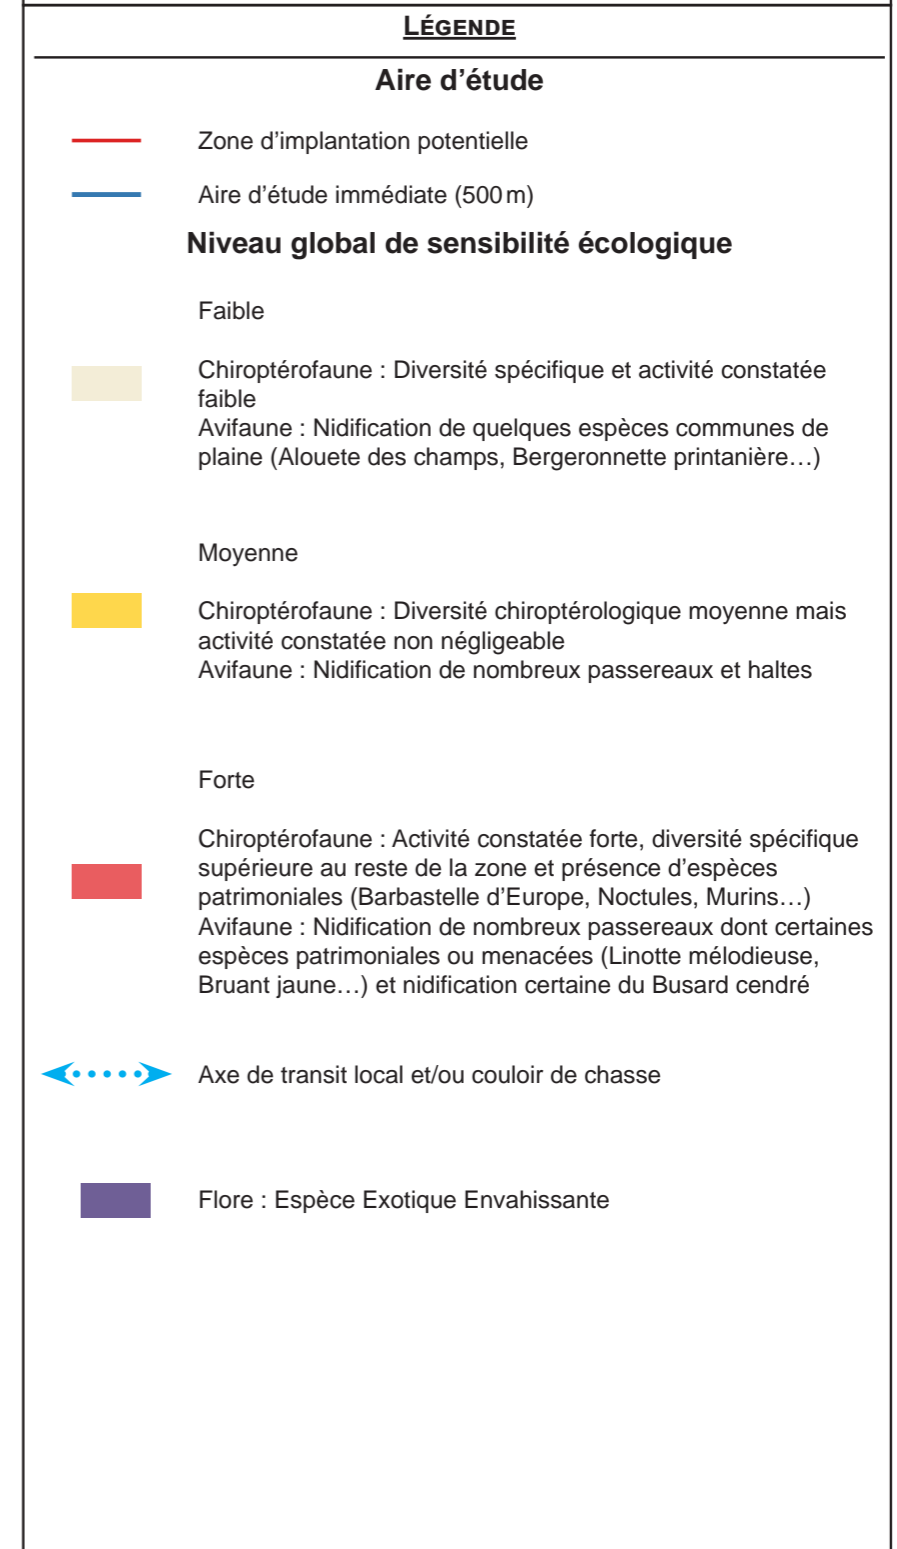 LÉGENDE
Aire d’étude
Zone d’implantation potentielle
Aire d’étude immédiate (500 m)
Niveau global de sensibilité écologique
Faible
Chiroptérofaune : Diversité spécifique et activité constatée
faible
Avifaune : Nidification de quelques espèces communes de
plaine (Alouete des champs, Bergeronnette printanière…)
Moyenne
Chiroptérofaune : Diversité chiroptérologique moyenne mais
activité constatée non négligeable
Avifaune : Nidification de nombreux passereaux et haltes
Forte
Chiroptérofaune : Activité constatée forte, diversité spécifique
supérieure au reste de la zone et présence d’espèces
patrimoniales (Barbastelle d’Europe, Noctules, Murins…)
Avifaune : Nidification de nombreux passereaux dont certaines
espèces patrimoniales ou menacées (Linotte mélodieuse,
Bruant jaune…) et nidification certaine du Busard cendré
Axe de transit local et/ou couloir de chasse
Flore : Espèce Exotique Envahissante